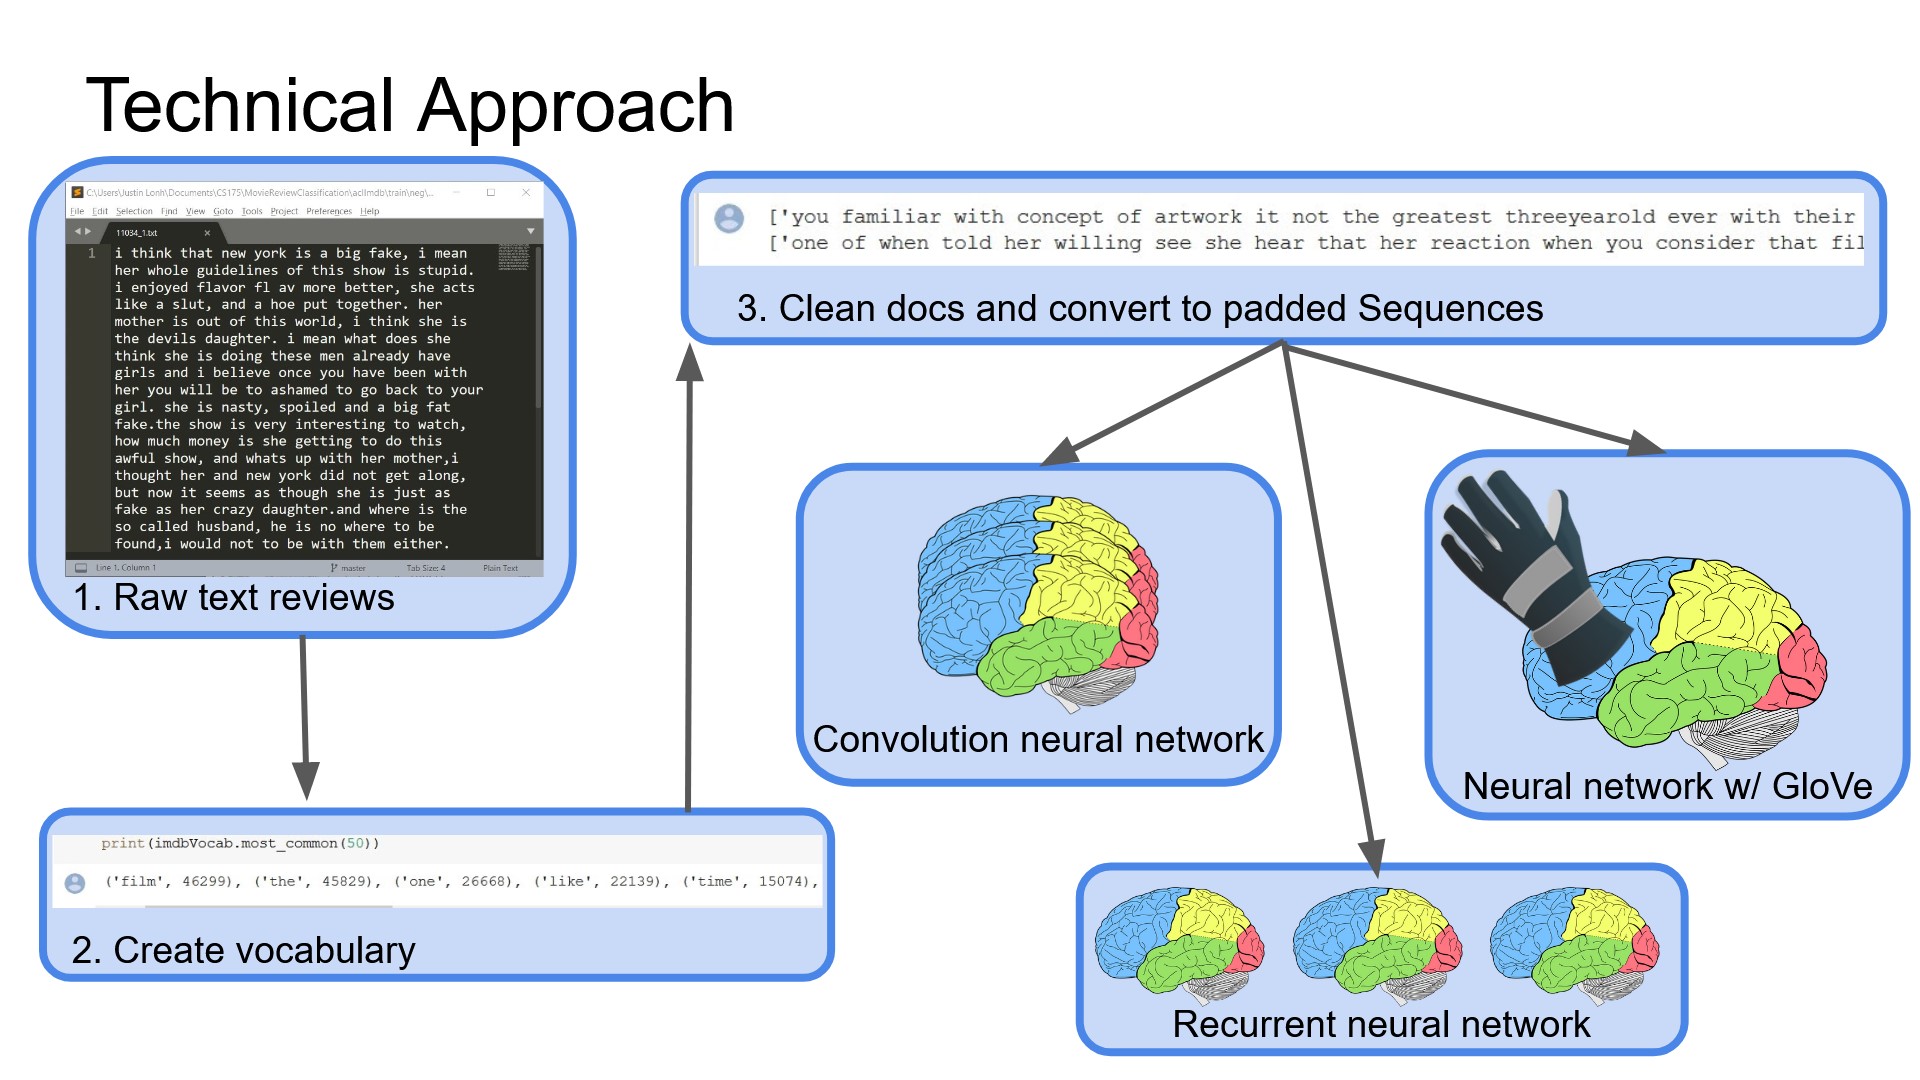 Technical Approach
C:\Users\Justin Lonh\Documents\CS175\MovieReviewClassification\aclImdb\train\neg\...
File Edit Selection Find View Goto Tools Project Preferences Help
11034_1.txt
1 i think that new york is a big fake, i mean
her whole guidelines of this show is stupid.
i enjoyed flavor fl av more better, she acts
like a slut, and a hoe put together. her
mother is out of this world, i think she is
the devils daughter. i mean what does she
think she is doing these men already have
girls and i believe once you have been with
her you will be to ashamed to go back to your
girl. she is nasty, spoiled and a big fat
fake.the show is very interesting to watch,
how much money is she getting to do this
awful show, and whats up with her mother,i
thought her and new york did not get along,
but now it seems as though she is just as
fake as her crazy daughter.and where is the
so called husband, he is no where to be
found,i would not to be with them either.
Line 1, Column 1 master Tab Size: 4 Plain Text
1. Raw text reviews
print(imdbVocab.most_common(50))
('film', 46299), ('the', 45829), ('one', 26668), ('like', 22139), ('time', 15074),
2. Create vocabulary
['you familiar with concept of artwork it not the greatest threeyearold ever with their
['one of when told her willing see she hear that her reaction when you consider that fil
3. Clean docs and convert to padded Sequences
Convolution neural network
Neural network w/ GloVe
Recurrent neural network